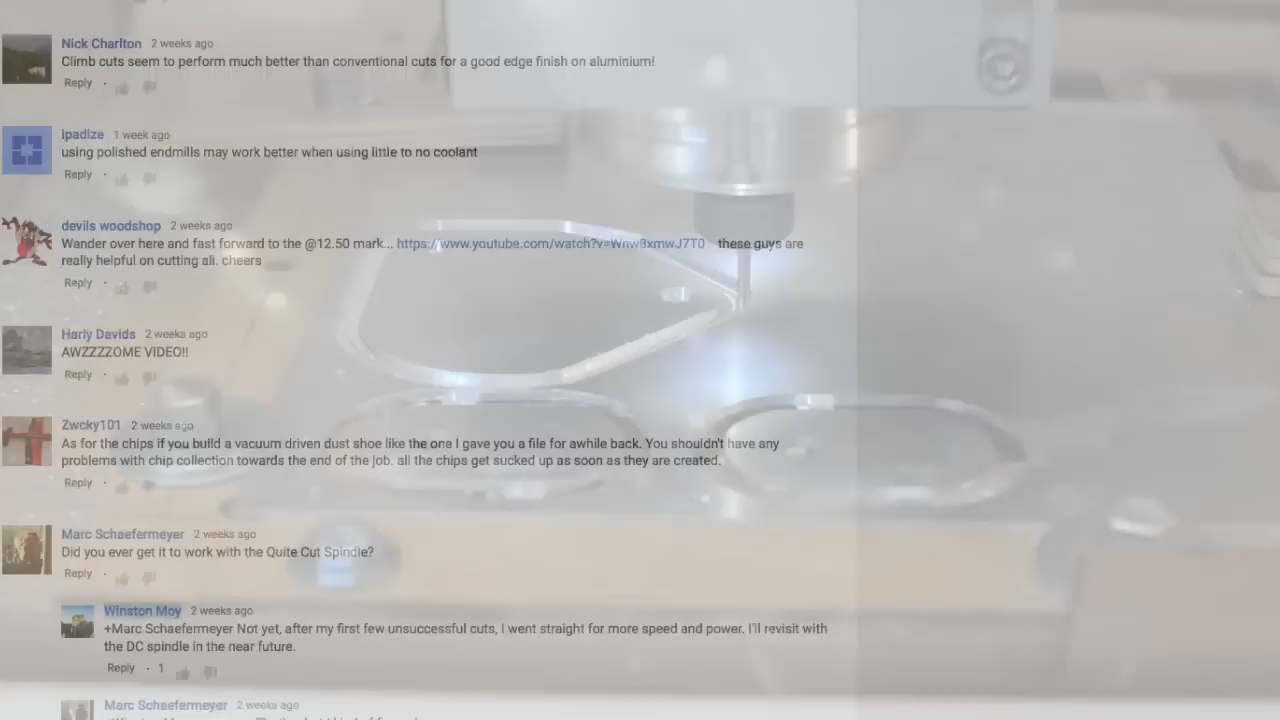 Nick Charlton 2 weeks ago
Climb cuts seem to perform much better than conventional cuts for a good edge finish on aluminium!
Reply ·
ipadize 1 week ago
using polished endmills may work better when using little to no coolant
Reply ·
devils woodshop 2 weeks ago
Wander over here and fast forward to the @12.50 mark... https://www.youtube.com/watch?v=Wnw8xmwJ7T0 these guys are
really helpful on cutting ali. cheers
Reply ·
Harly Davids 2 weeks ago
AWZZZZOME VIDEO!!
Reply ·
Zwcky101 2 weeks ago
As for the chips if you build a vacuum driven dust shoe like the one I gave you a file for awhile back. You shouldn't have any
problems with chip collection towards the end of the job. all the chips get sucked up as soon as they are created.
Reply ·
Marc Schaefermeyer 2 weeks ago
Did you ever get it to work with the Quite Cut Spindle?
Reply ·
Winston Moy 2 weeks ago
+Marc Schaefermeyer Not yet, after my first few unsuccessful cuts, I went straight for more speed and power. I'll revisit with
the DC spindle in the near future.
Reply · 1
Marc Schaefermeyer 2 weeks ago